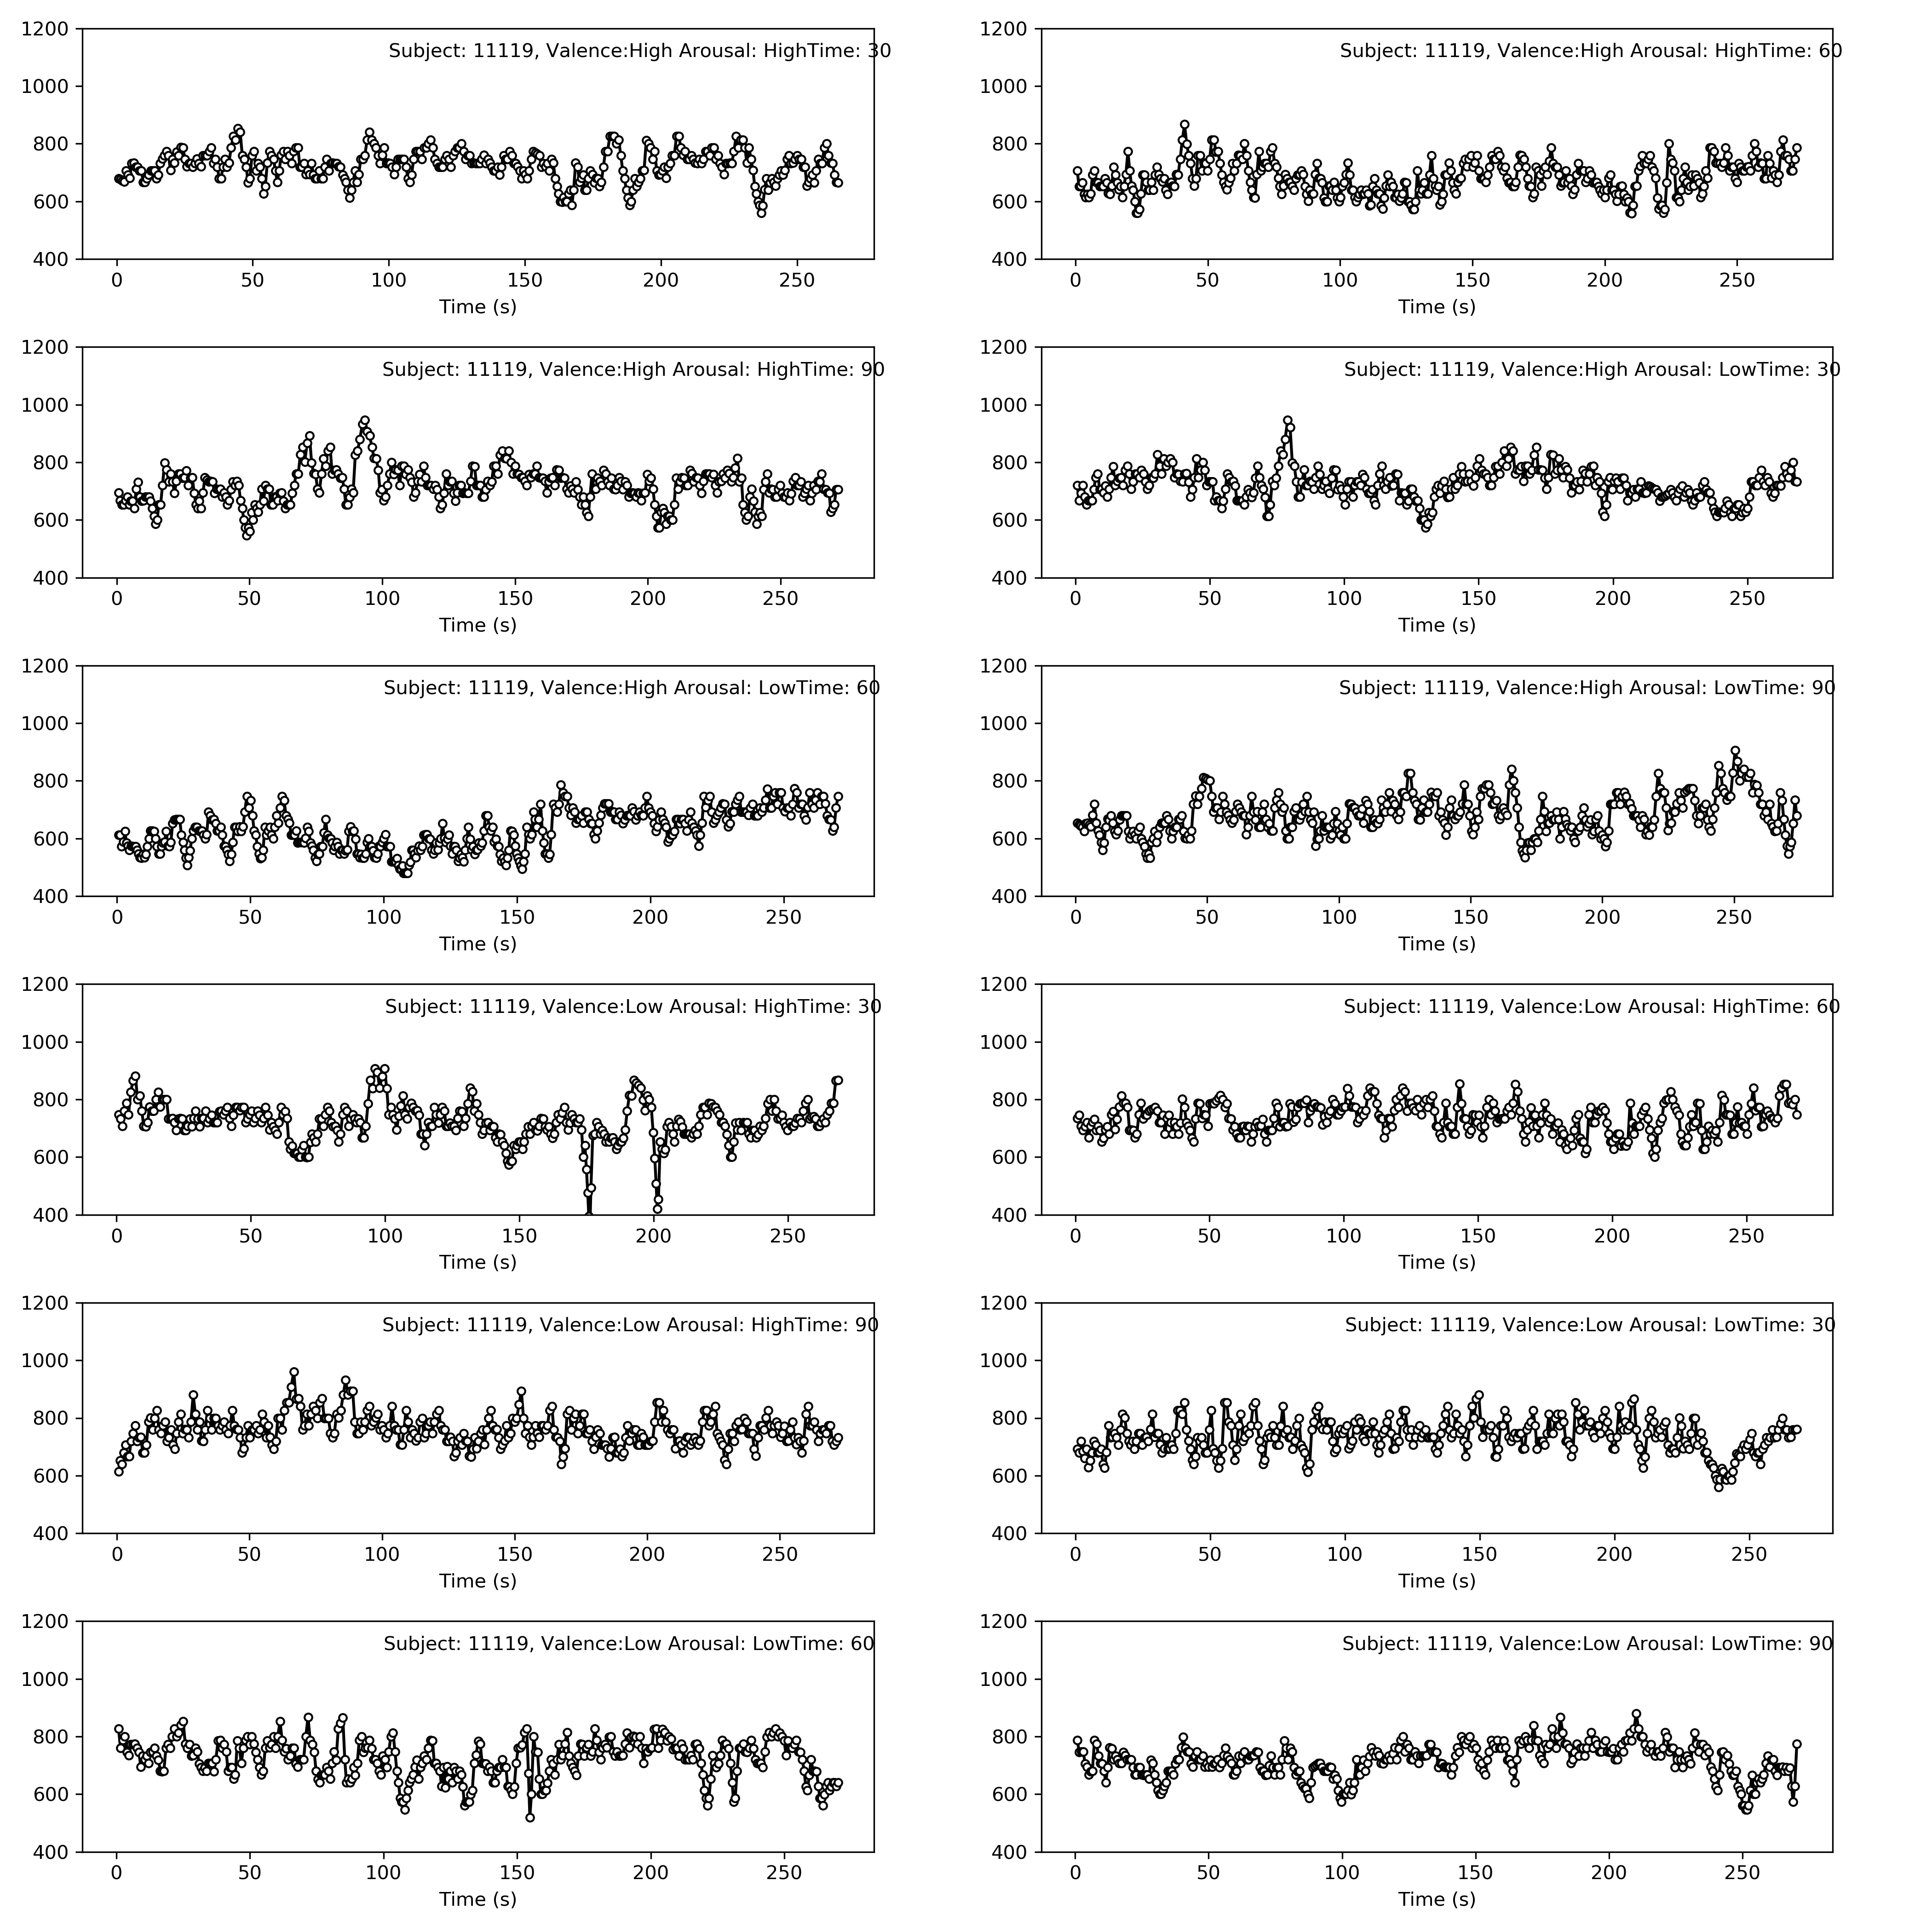 Subject: 11119, Valence:High Arousal: HighTime: 30
1200
1000
800
600
400
0 50 100 150 200 250
Time (s)
Subject: 11119, Valence:High Arousal: HighTime: 60
1200
1000
800
600
400
0 50 100 150 200 250
Time (s)
Subject: 11119, Valence:High Arousal: HighTime: 90
1200
1000
800
600
400
0 50 100 150 200 250
Time (s)
Subject: 11119, Valence:High Arousal: LowTime: 30
1200
1000
800
600
400
0 50 100 150 200 250
Time (s)
Subject: 11119, Valence:High Arousal: LowTime: 60
1200
1000
800
600
400
0 50 100 150 200 250
Time (s)
Subject: 11119, Valence:High Arousal: LowTime: 90
1200
1000
800
600
400
0 50 100 150 200 250
Time (s)
Subject: 11119, Valence:Low Arousal: HighTime: 30
1200
1000
800
600
400
0 50 100 150 200 250
Time (s)
Subject: 11119, Valence:Low Arousal: HighTime: 60
1200
1000
800
600
400
0 50 100 150 200 250
Time (s)
Subject: 11119, Valence:Low Arousal: HighTime: 90
1200
1000
800
600
400
0 50 100 150 200 250
Time (s)
Subject: 11119, Valence:Low Arousal: LowTime: 30
1200
1000
800
600
400
0 50 100 150 200 250
Time (s)
Subject: 11119, Valence:Low Arousal: LowTime: 60
1200
1000
800
600
400
0 50 100 150 200 250
Time (s)
Subject: 11119, Valence:Low Arousal: LowTime: 90
1200
1000
800
600
400
0 50 100 150 200 250
Time (s)